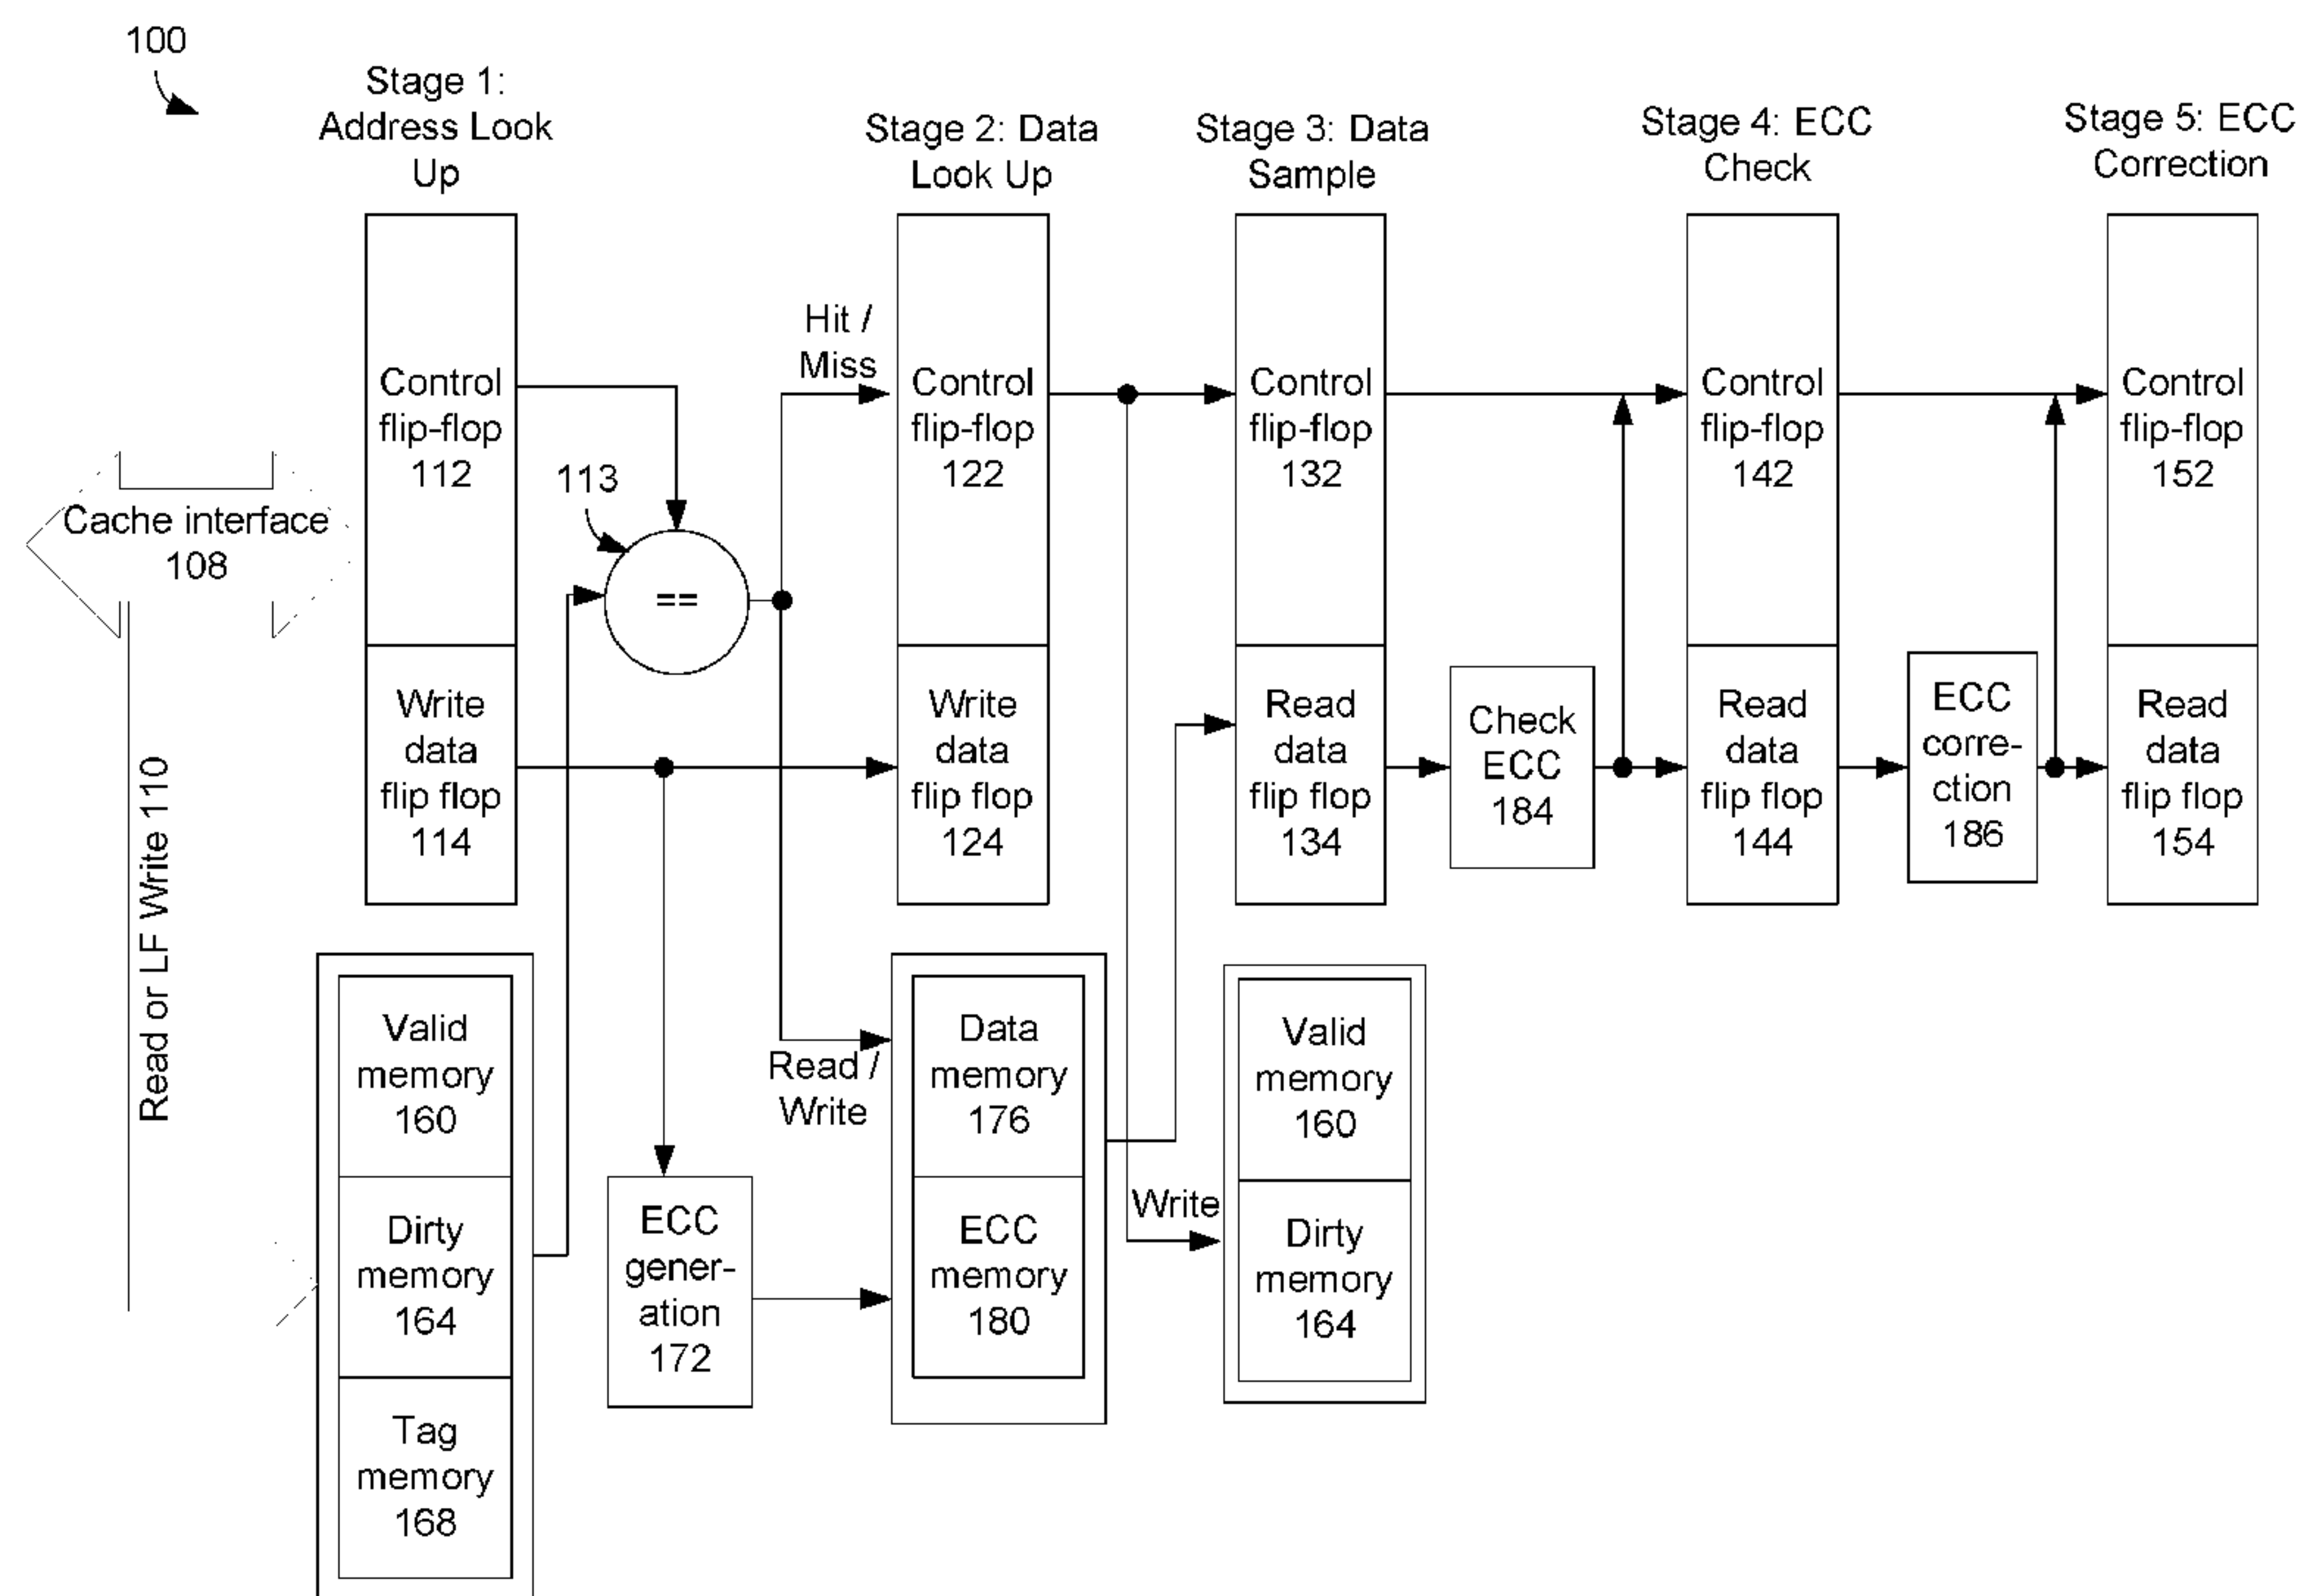 100
Stage 1:
Address Look
Up
Stage 2: Data
Look Up
Stage 3: Data
Sample
Stage 4: ECC
Check
Stage 5: ECC
Correction
Cache interface
108
Read or LF Write 110
Control
flip-flop
112
Write
data
flip flop
114
113
==
Hit /
Miss
Read /
Write
Control
flip-flop
122
Write
data
flip flop
124
Control
flip-flop
132
Read
data
flip flop
134
Check
ECC
184
Control
flip-flop
142
Read
data
flip flop
144
ECC
corre-
ction
186
Control
flip-flop
152
Read
data
flip flop
154
Valid
memory
160
Dirty
memory
164
Tag
memory
168
ECC
gener-
ation
172
Data
memory
176
ECC
memory
180
Write
Valid
memory
160
Dirty
memory
164